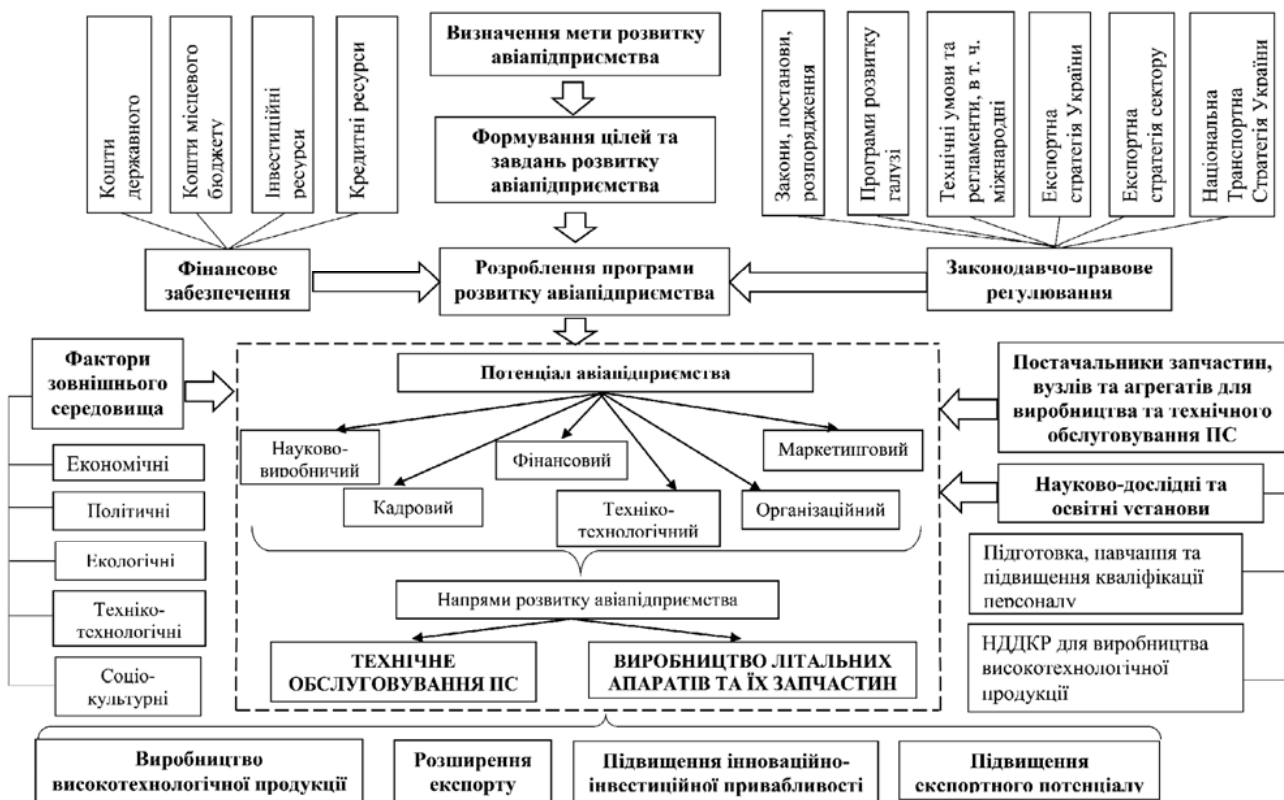 Кошти
державного
Кошти місцевого
бюджету
Інвестиційні
ресурси
Кредитні ресурси
Визначення мети розвитку
авіапідприємства
Формування цілей та
завдань розвитку
авіапідприємства
Закони, постанови,
розпорядження
Програми розвитку
галузі
Технічні умови та
регламенти, в т. ч.
міжнародні
Експортна
стратегія України
Експортна
стратегія сектору
Національна
Транспортна
Стратегія України
Фінансове
забезпечення
Розроблення програми
розвитку авіапідприємства
Законодавчо-правове
регулювання
Фактори
зовнішнього
середовища
Економічні
Політичні
Екологічні
Техніко-
технологічні
Соціо-
культурні
Потенціал авіапідприємства
Науково-
виробничий
Фінансовий
Маркетинговий
Кадровий
Техніко-
технологічний
Організаційний
Напрями розвитку авіапідприємства
ТЕХНІЧНЕ
ОБСЛУГОВУВАННЯ ПС
ВИРОБНИЦТВО ЛІТАЛЬНИХ
АПАРАТІВ ТА ЇХ ЗАПЧАСТИН
Постачальники запчастин,
вузлів та агрегатів для
виробництва та технічного
обслуговування ПС
Науково-дослідні та
освітні установи
Підготовка, навчання та
підвищення кваліфікації
персоналу
НДДКР для виробництва
високотехнологічної
продукції
Виробництво
високотехнологічної продукції
Розширення
експорту
Підвищення інноваційно-
інвестиційної привабливості
Підвищення
експортного потенціалу